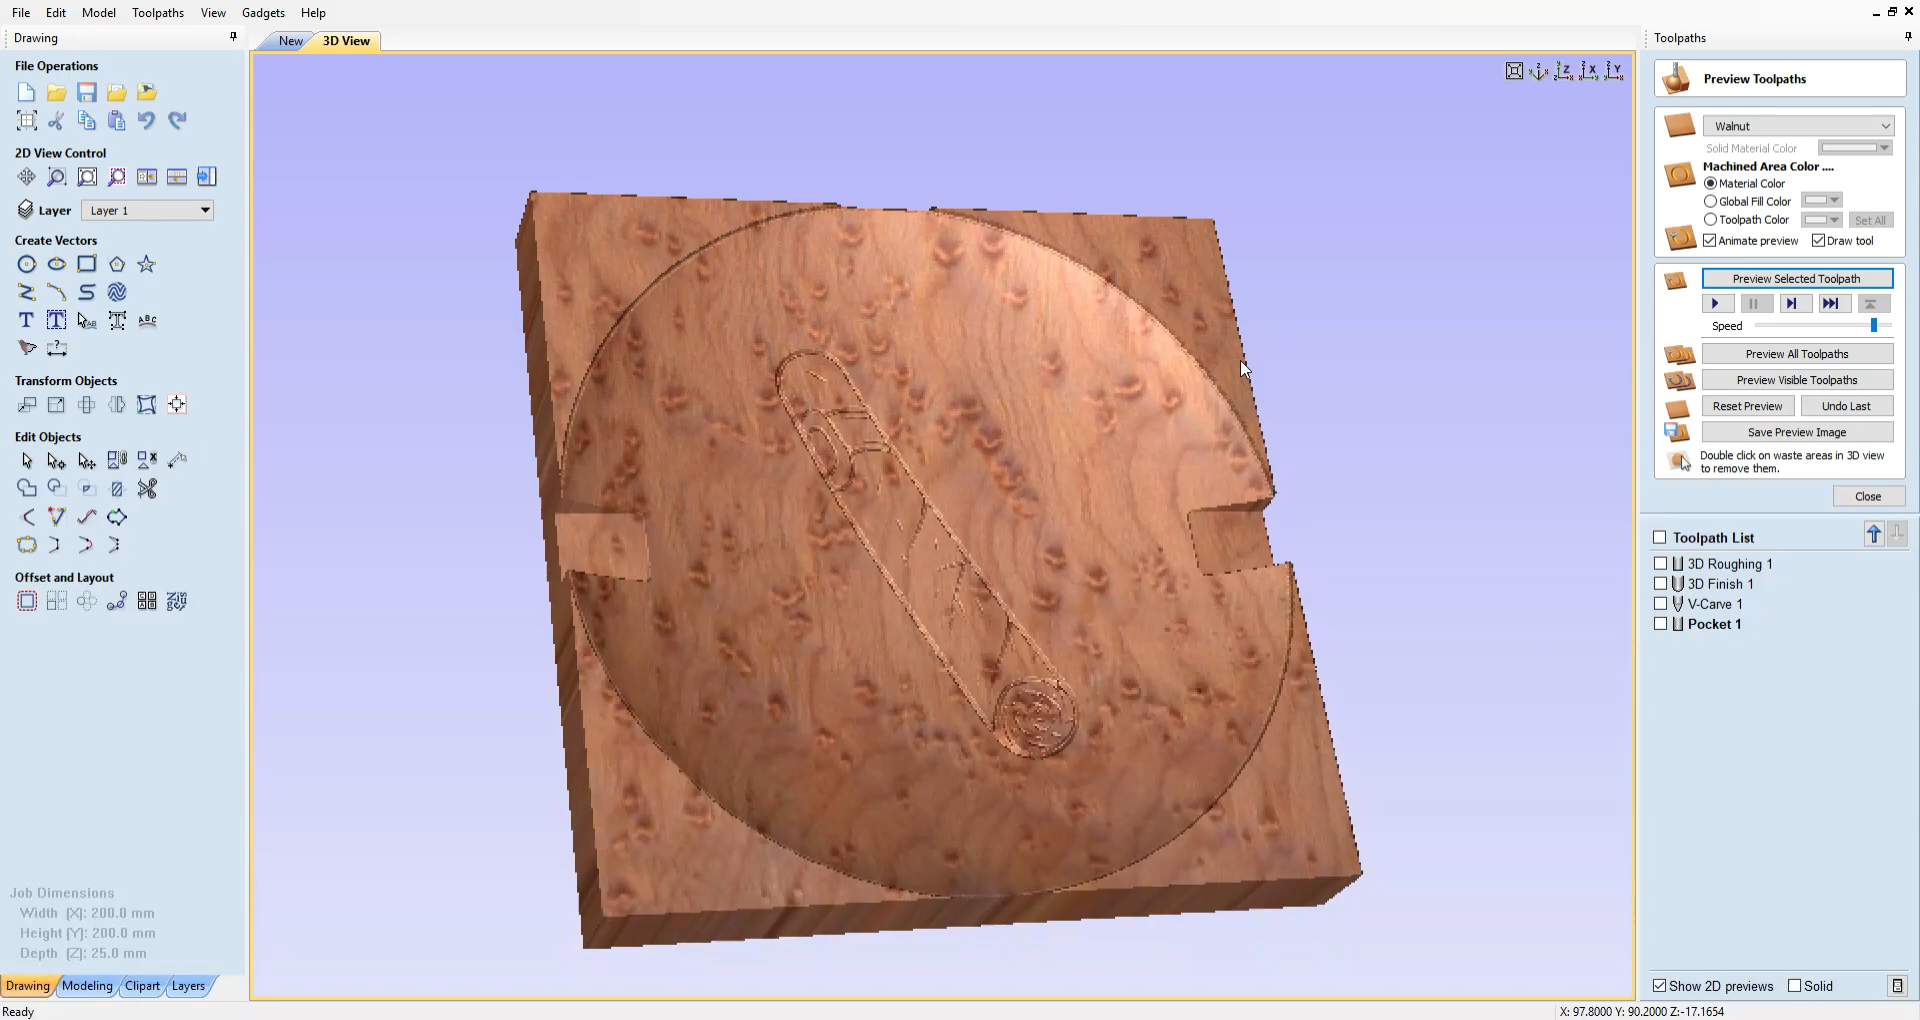 File Edit Model Toolpaths View Gadgets Help
Drawing
File Operations
2D View Control
Layer Layer 1
Create Vectors
Transform Objects
Edit Objects
Offset and Layout
Job Dimensions
Width (X): 200.0 mm
Height (Y): 200.0 mm
Depth (Z): 25.0 mm
Drawing Modeling Clipart Layers
Ready
New 3D View
Z X Y
Toolpaths
Preview Toolpaths
Walnut
Solid Material Color
Machined Area Color ....
Material Color
Global Fill Color
Toolpath Color Set All
Animate preview Draw tool
Preview Selected Toolpath
Speed
Preview All Toolpaths
Preview Visible Toolpaths
Reset Preview Undo Last
Save Preview Image
Double click on waste areas in 3D view
to remove them.
Close
Toolpath List
3D Roughing 1
3D Finish 1
V-Carve 1
Pocket 1
Show 2D previews Solid
X: 97.8000 Y: 90.2000 Z:-17.1654